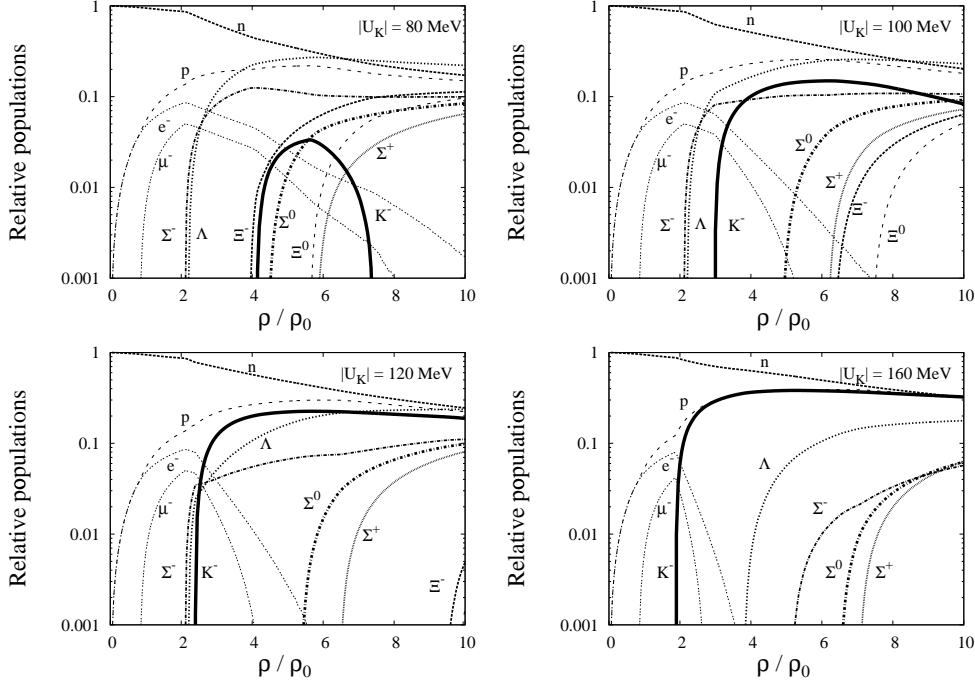 |U_K| = 80 MeV
Relative populations
1
0.1
0.01
0.001
n
p
e⁻
μ⁻
Σ⁻
Λ
Ξ⁻
Σ⁰
Ξ⁰
Σ⁺
K⁻
0 2 4 6 8 10
ρ / ρ₀
|U_K| = 100 MeV
Relative populations
1
0.1
0.01
0.001
n
p
e⁻
μ⁻
Σ⁻
Λ
K⁻
Σ⁰
Σ⁺
Ξ⁻
Ξ⁰
0 2 4 6 8 10
ρ / ρ₀
|U_K| = 120 MeV
Relative populations
1
0.1
0.01
0.001
n
p
e⁻
μ⁻
Σ⁻
K⁻
Λ
Σ⁰
Σ⁺
Ξ⁻
0 2 4 6 8 10
ρ / ρ₀
|U_K| = 160 MeV
Relative populations
1
0.1
0.01
0.001
n
p
e⁻
μ⁻
K⁻
Λ
Σ⁻
Σ⁰
Σ⁺
0 2 4 6 8 10
ρ / ρ₀